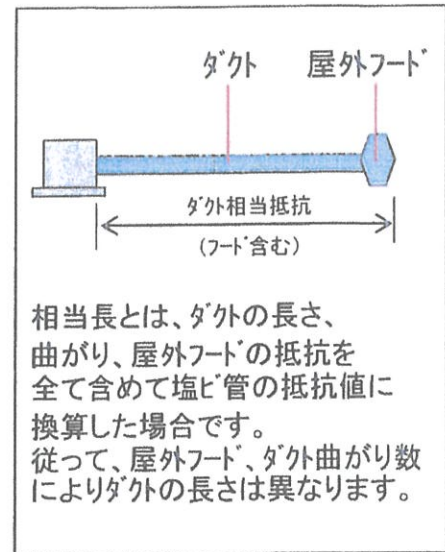 ダクト 屋外フード
ダクト相当抵抗
(フード含む)
相当長とは、ダクトの長さ、
曲がり、屋外フードの抵抗を
全て含めて塩ビ管の抵抗値に
換算した場合です。
従って、屋外フード、ダクト曲がり数
によりダクトの長さは異なります。